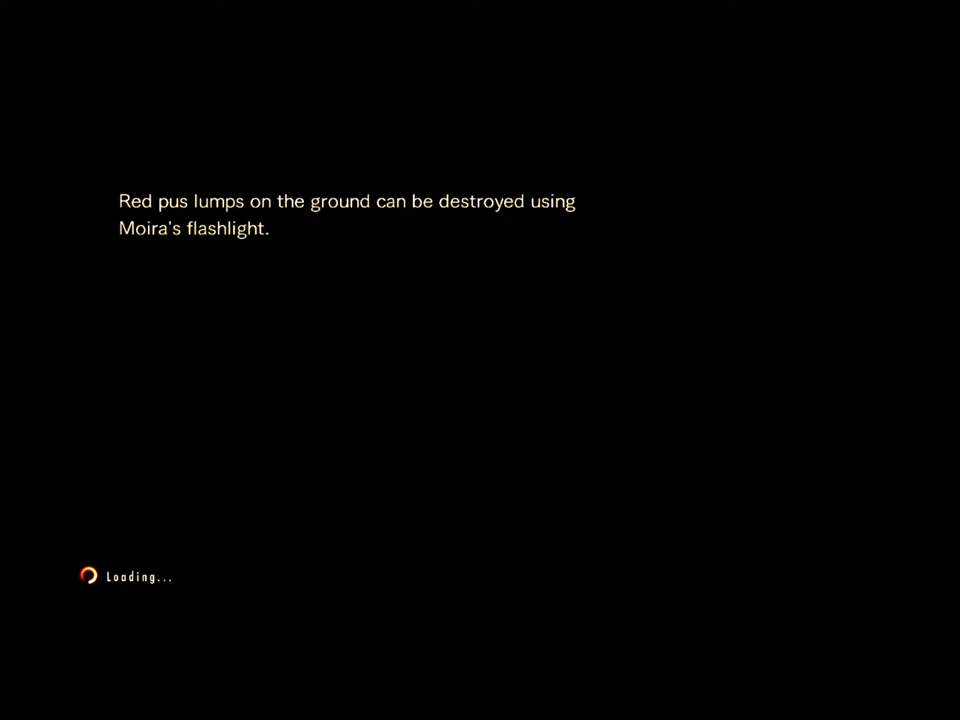 Red pus lumps on the ground can be destroyed using
Moira's flashlight.
Loading...